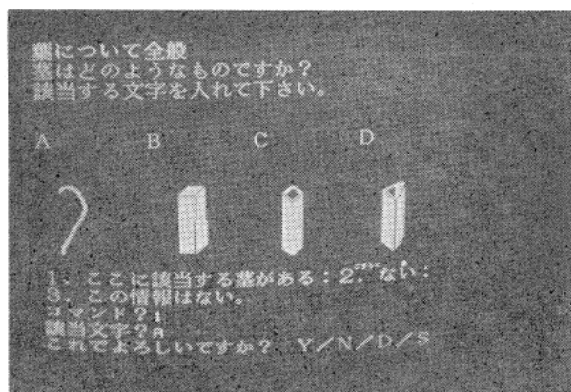 茎について全般
茎はどのようなものですか?
該当する文字を入れて下さい。
A B C D
1. ここに該当する茎がある:2. ない:
3. この情報はない。
コマンド?1
該当文字?A
これでよろしいですか? Y/N/D/S